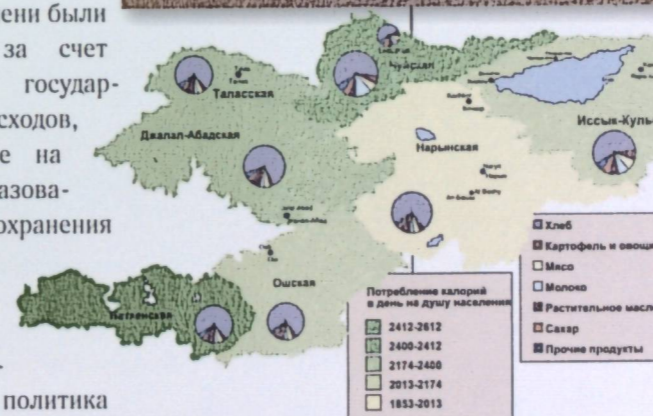 ени были
за счет
государ-
сходов,
е на
азова-
охранения
политика
Чуйская
Таласская
Джалал-Абадская
Иссык-Куль
Нарынская
Ошская
Баткенская
Потребление калорий
в день на душу населения
2412-2612
2400-2412
2174-2400
2013-2174
1853-2013
Хлеб
Картофель и овощи
Мясо
Молоко
Растительное масло
Сахар
Прочие продукты